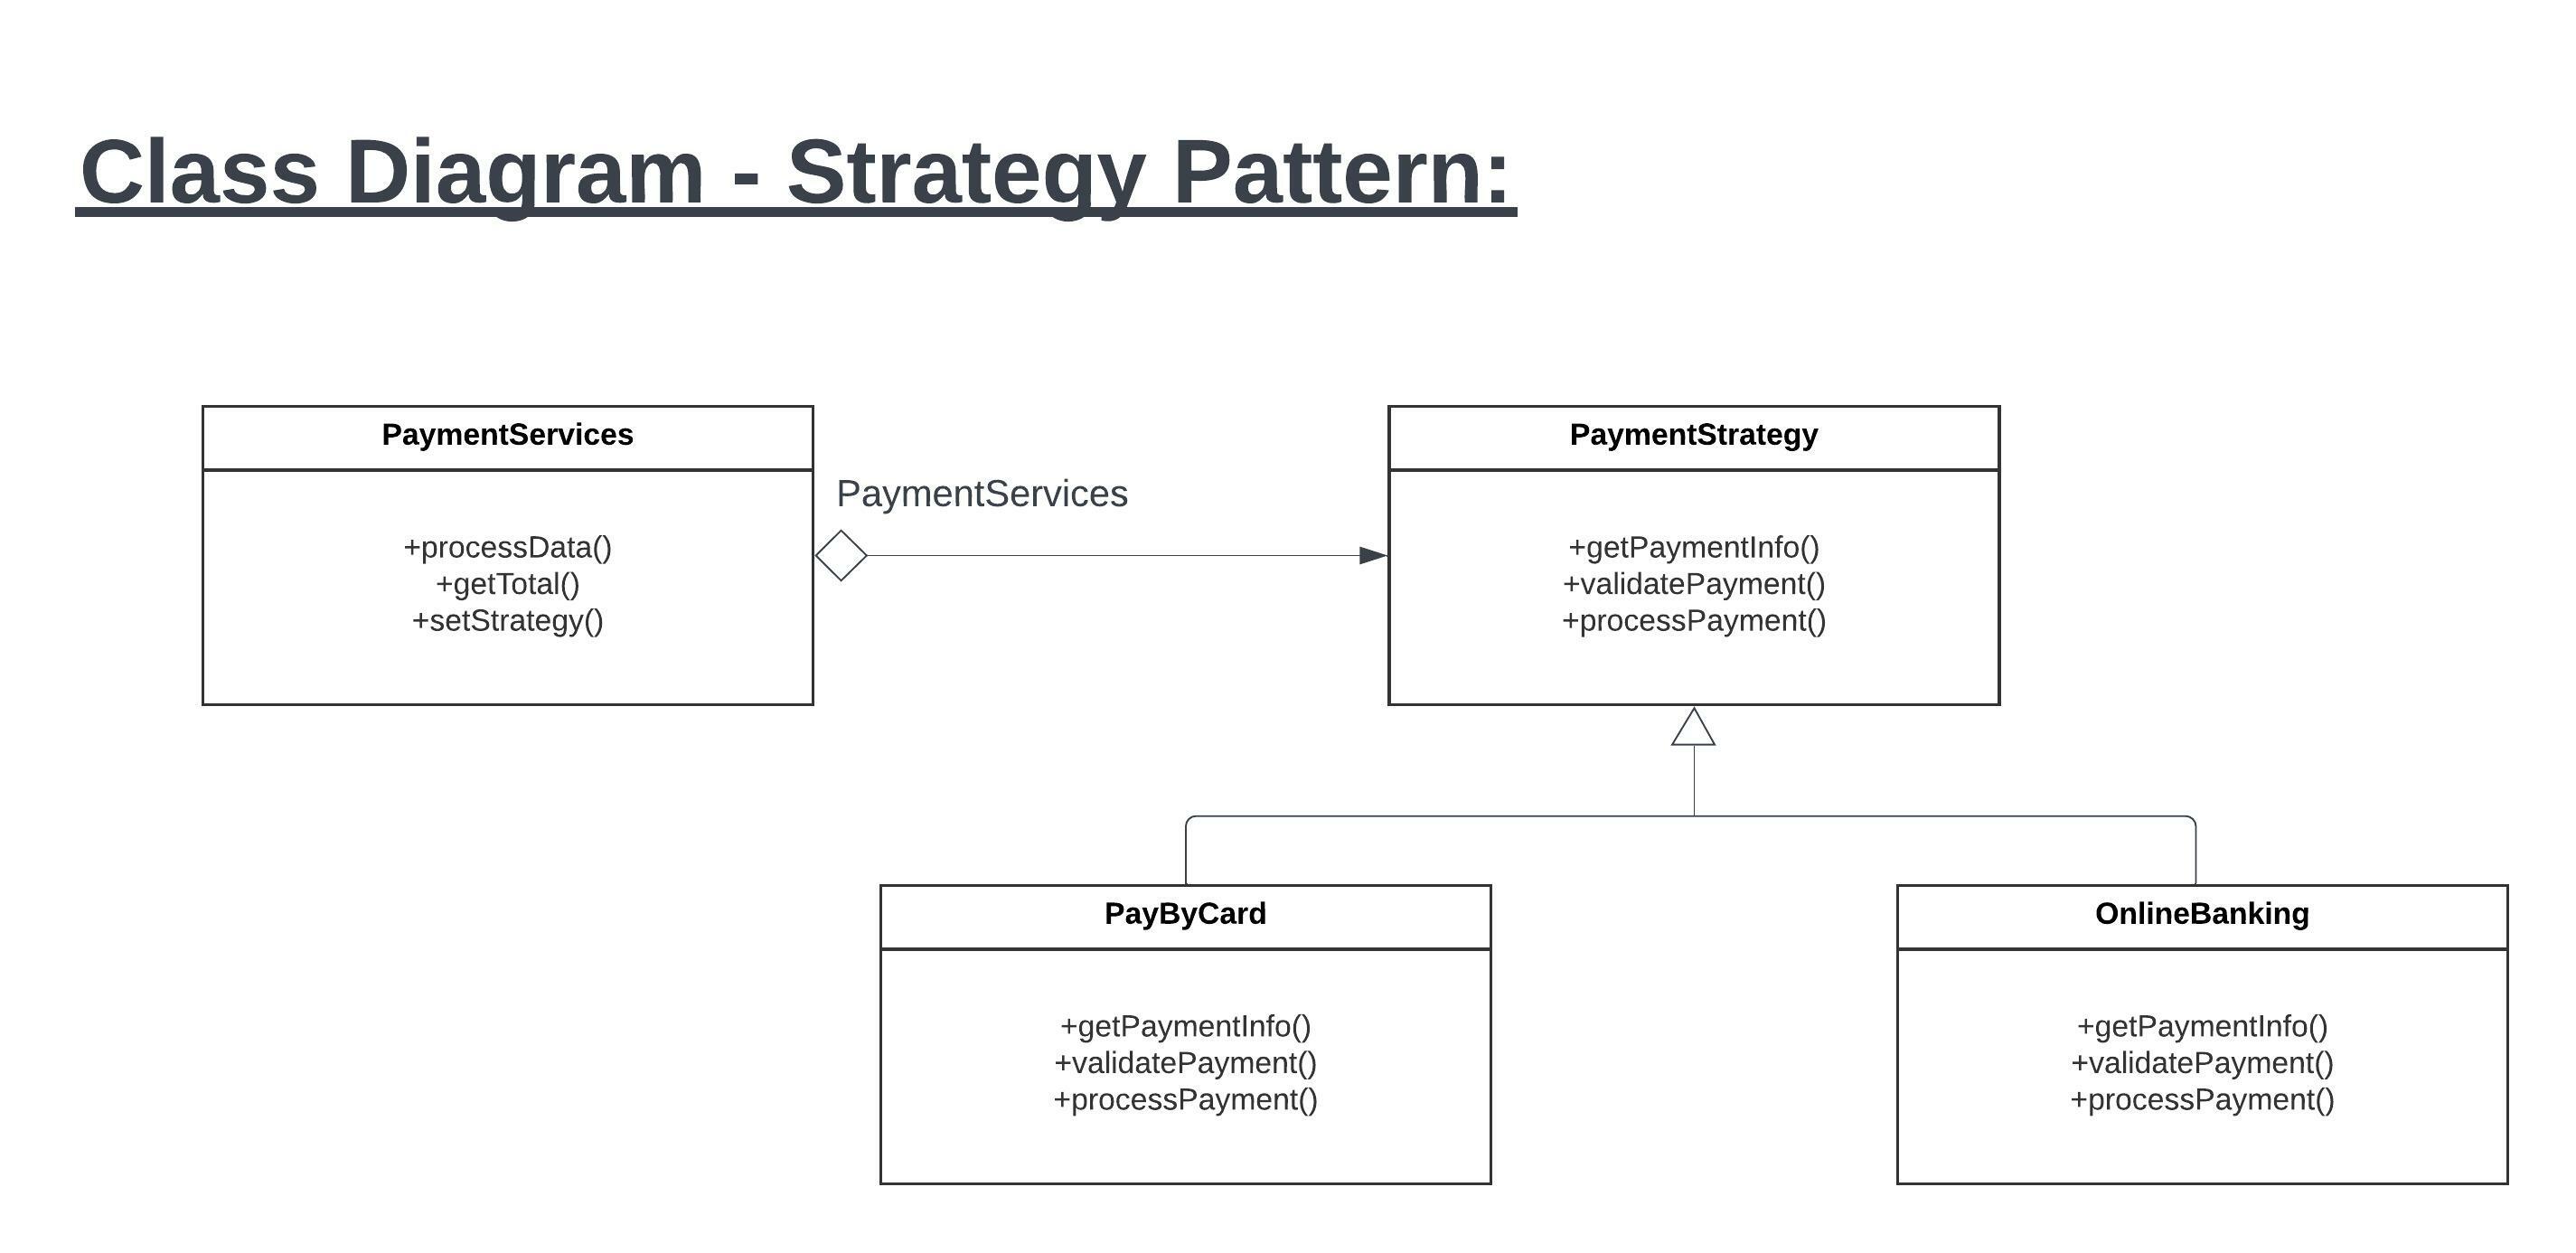 Class Diagram - Strategy Pattern:
PaymentServices
+processData()
+getTotal()
+setStrategy()
PaymentServices
PaymentStrategy
+getPaymentInfo()
+validatePayment()
+processPayment()
PayByCard
+getPaymentInfo()
+validatePayment()
+processPayment()
OnlineBanking
+getPaymentInfo()
+validatePayment()
+processPayment()